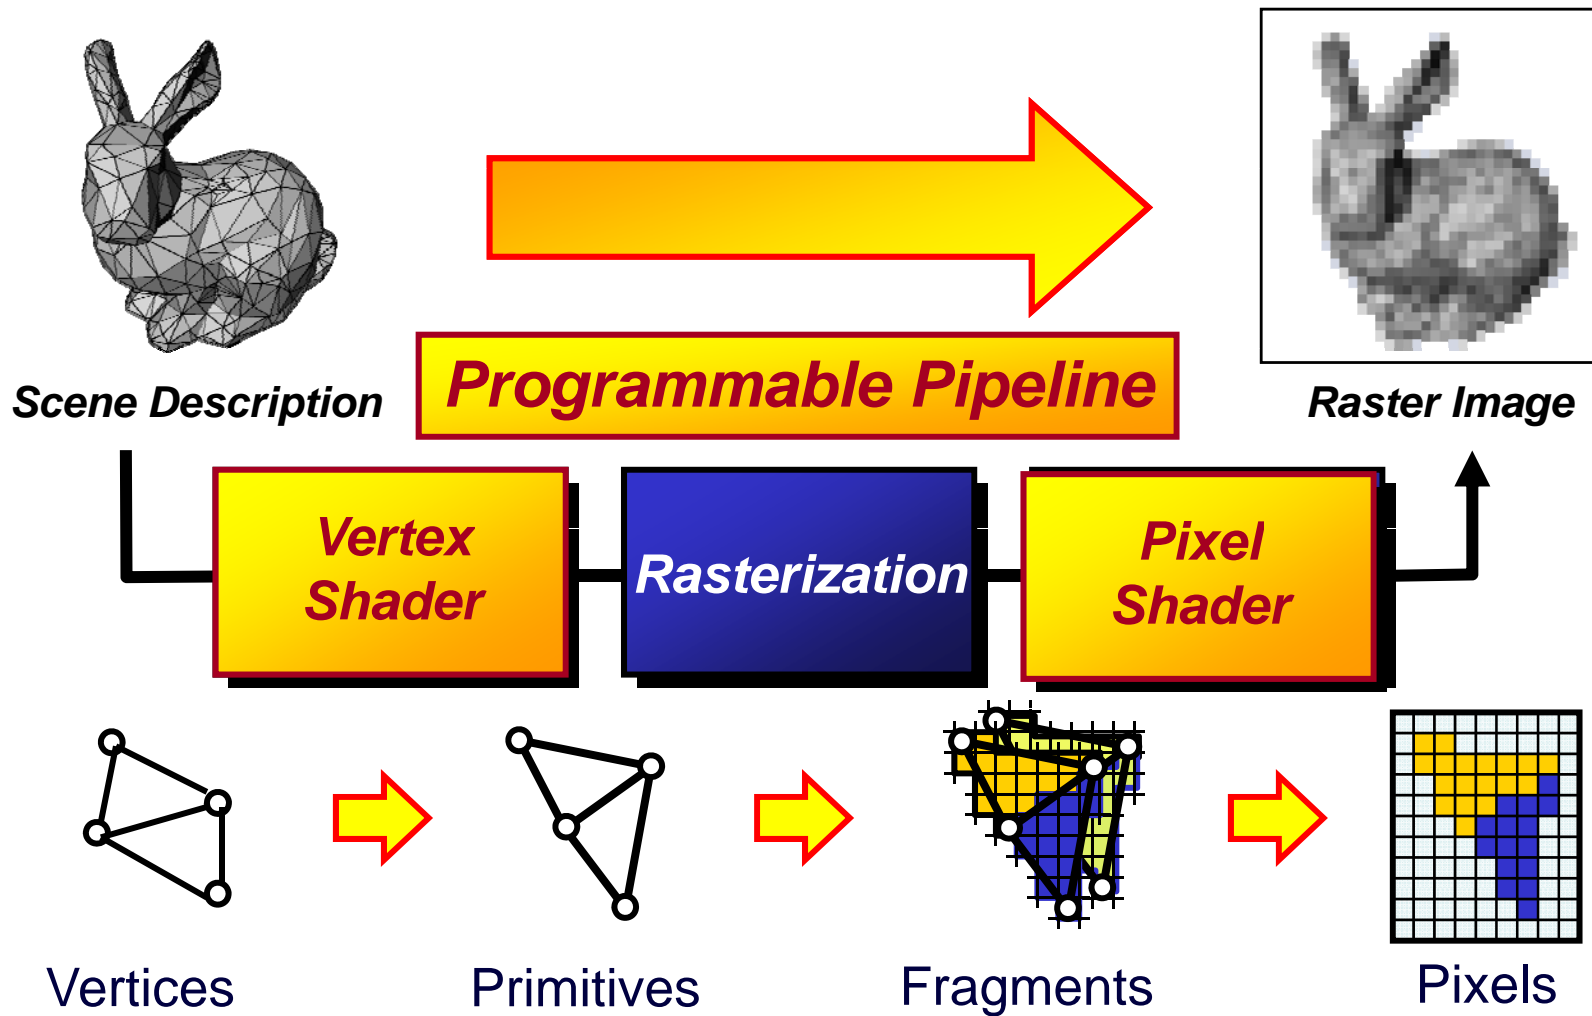 Programmable Pipeline
Scene Description
Raster Image
Vertex
Shader
Rasterization
Pixel
Shader
Vertices
Primitives
Fragments
Pixels